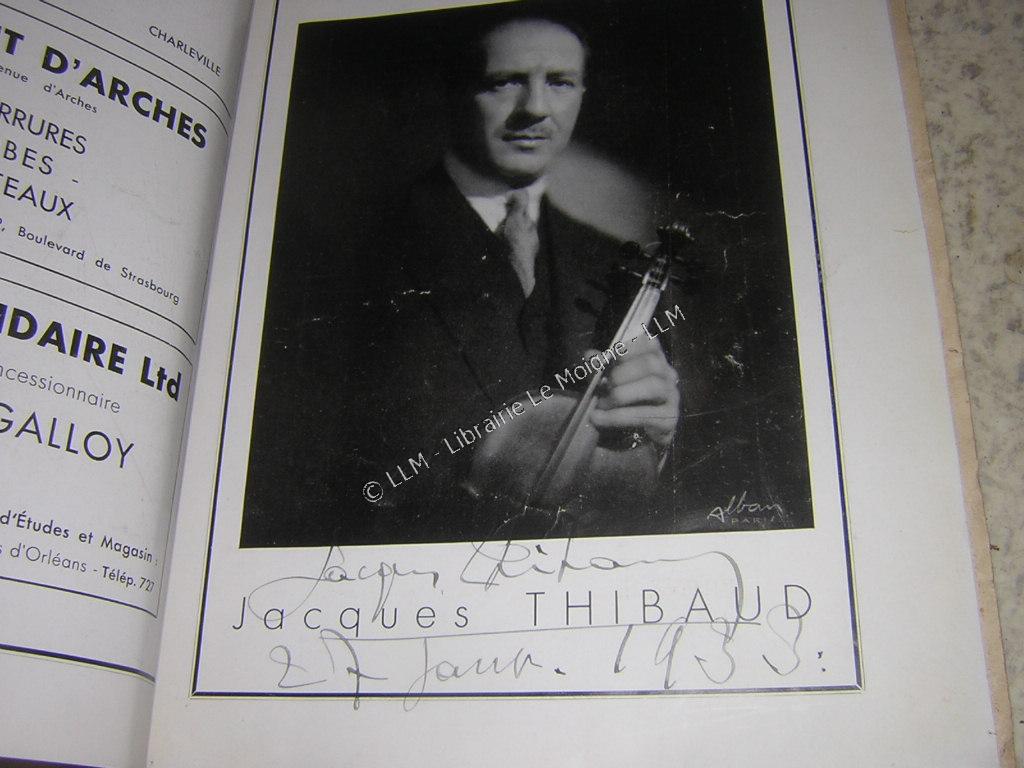 CHARLEVILLE
T D'ARCHES
enue d'Arches
RRURES
BES -
TEAUX
, Boulevard de Strasbourg
DAIRE Ltd
ncessionnaire
GALLOY
d'Études et Magasin :
s d'Orléans - Télép. 727
© LLM - Librairie Le Moigne - LLM
Alban
PARIS
Jacques Thibaud
Jacques THIBAUD
27 Janv. 1933.